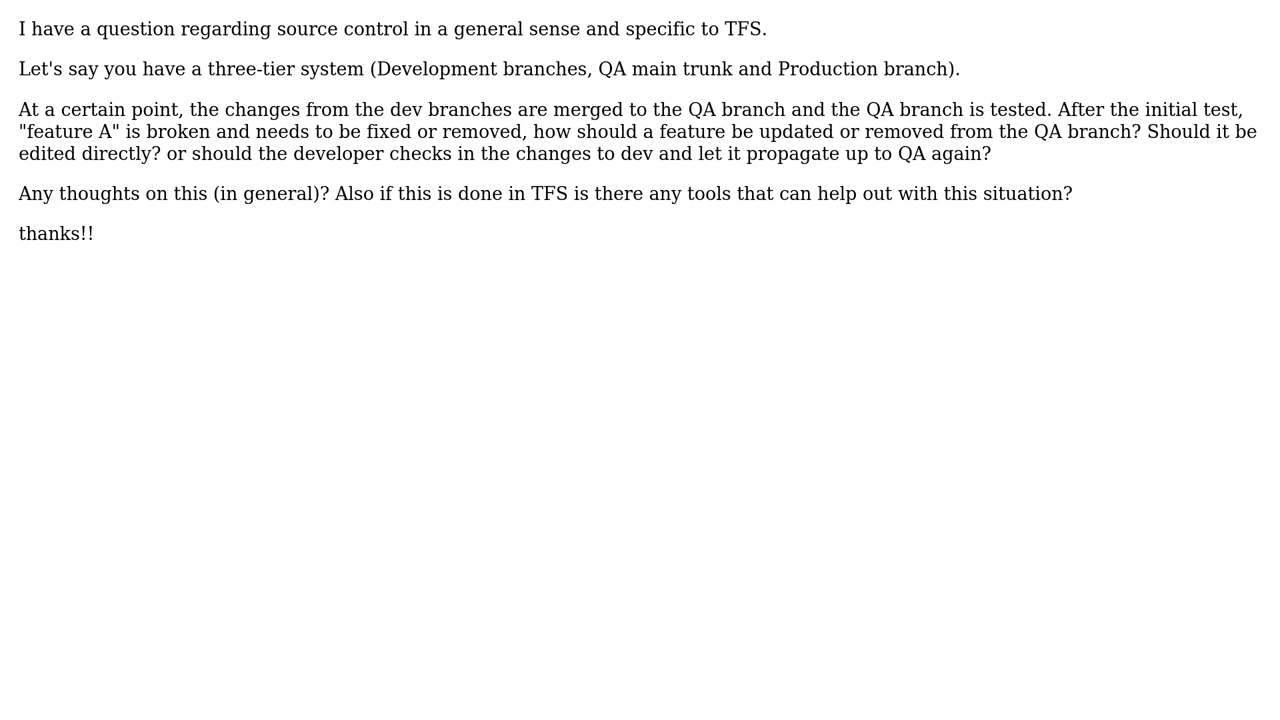 I have a question regarding source control in a general sense and specific to TFS.
Let's say you have a three-tier system (Development branches, QA main trunk and Production branch).
At a certain point, the changes from the dev branches are merged to the QA branch and the QA branch is tested. After the initial test,
"feature A" is broken and needs to be fixed or removed, how should a feature be updated or removed from the QA branch? Should it be
edited directly? or should the developer checks in the changes to dev and let it propagate up to QA again?
Any thoughts on this (in general)? Also if this is done in TFS is there any tools that can help out with this situation?
thanks!!